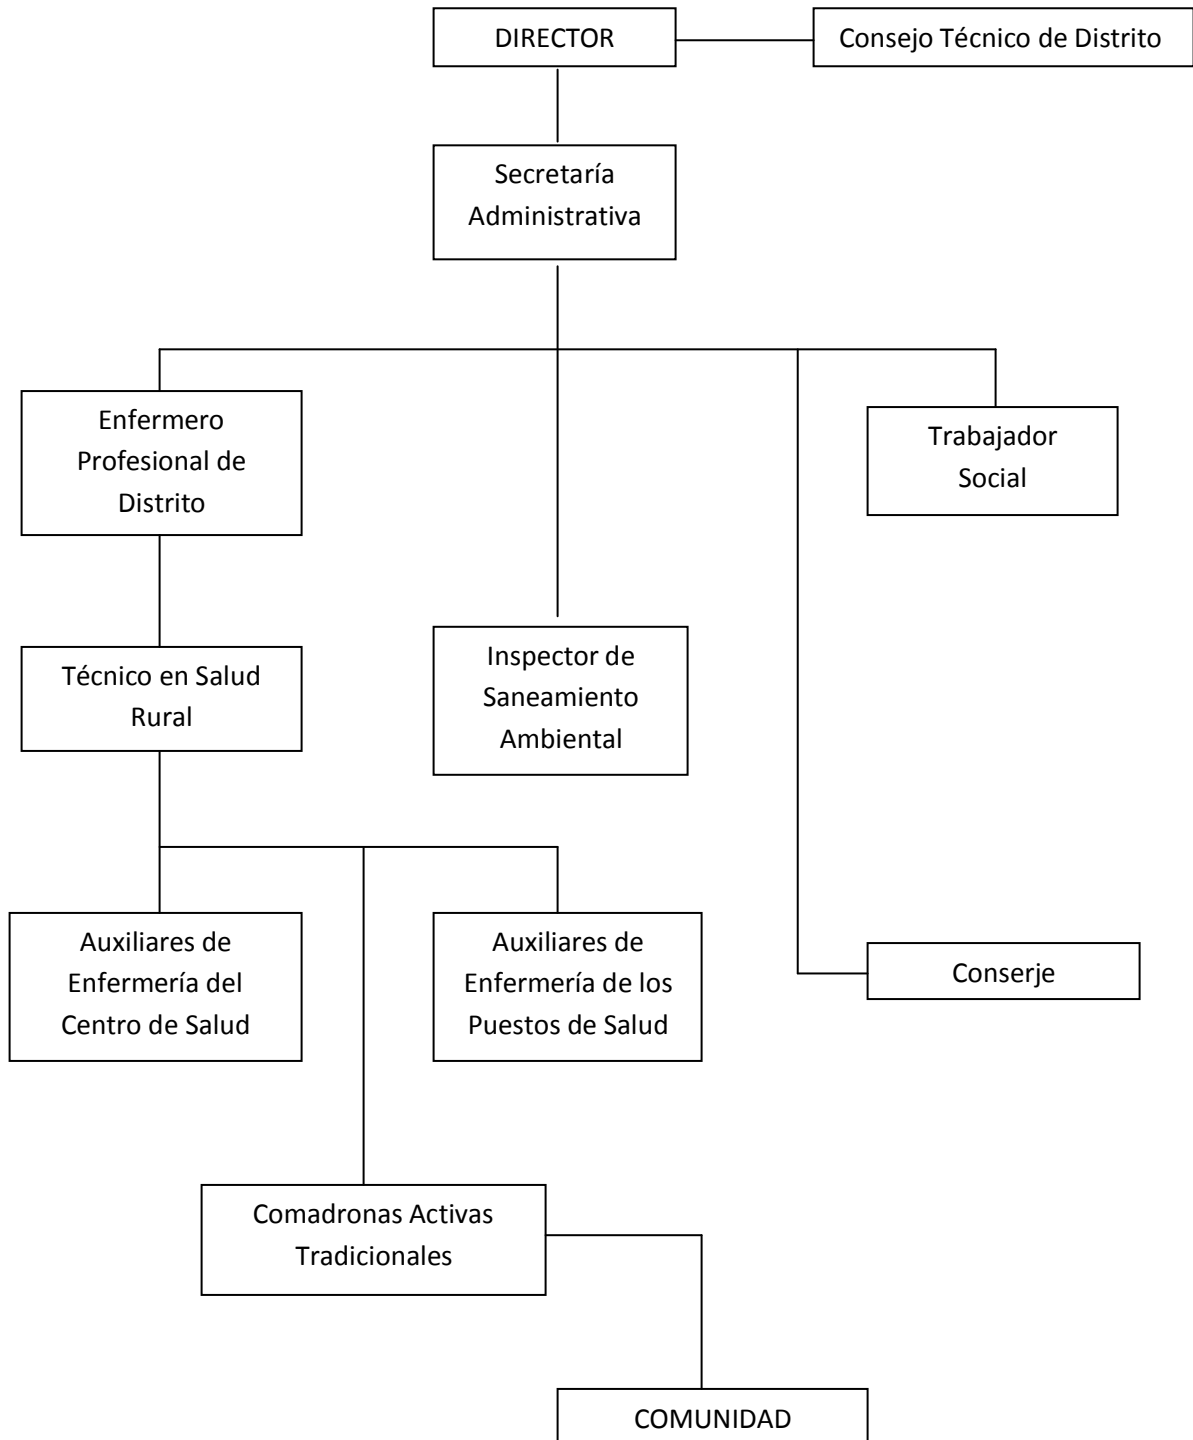 DIRECTOR
Consejo Técnico de Distrito
Secretaría
Administrativa
Enfermero
Profesional de
Distrito
Trabajador
Social
Técnico en Salud
Rural
Inspector de
Saneamiento
Ambiental
Auxiliares de
Enfermería del
Centro de Salud
Auxiliares de
Enfermería de los
Puestos de Salud
Conserje
Comadronas Activas
Tradicionales
COMUNIDAD